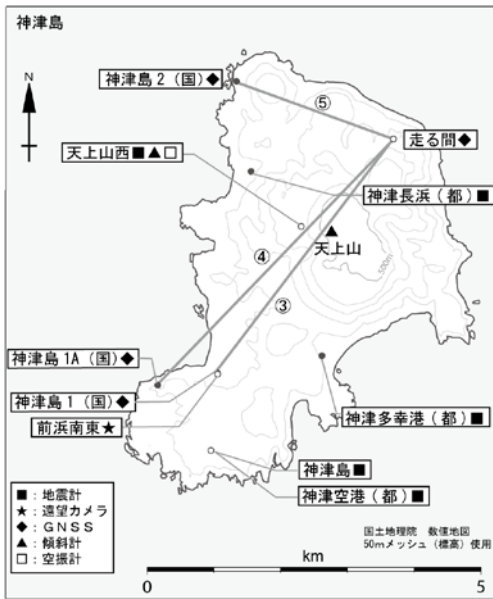 神津島
N
神津島2(国)◆
⑤
走る間◆
天上山西■▲□
神津長浜(都)■
天上山
500m
④
③
神津島1A(国)◆
神津島1(国)◆
前浜南東★
神津多幸港(都)■
神津島■
神津空港(都)■
■:地震計
★:遠望カメラ
◆:GNSS
▲:傾斜計
□:空振計
国土地理院 数値地図
50mメッシュ(標高)使用
km
0 5